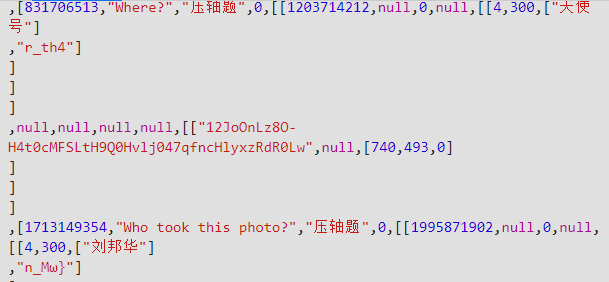 ,[831706513,"Where?","压轴题",0,[[1203714212,null,0,null,[[4,300,["天使
号"]
,"r_th4"]
]
]
]
,null,null,null,null,[["12JoOnLz8O-
H4t0cMFSLtH9Q0Hvlj047qfncHlyxzRdR0Lw",null,[740,493,0]
]
]
]
,[1713149354,"Who took this photo?","压轴题",0,[[1995871902,null,0,null,
[[4,300,["刘邦华"]
,"n_Mω}"]